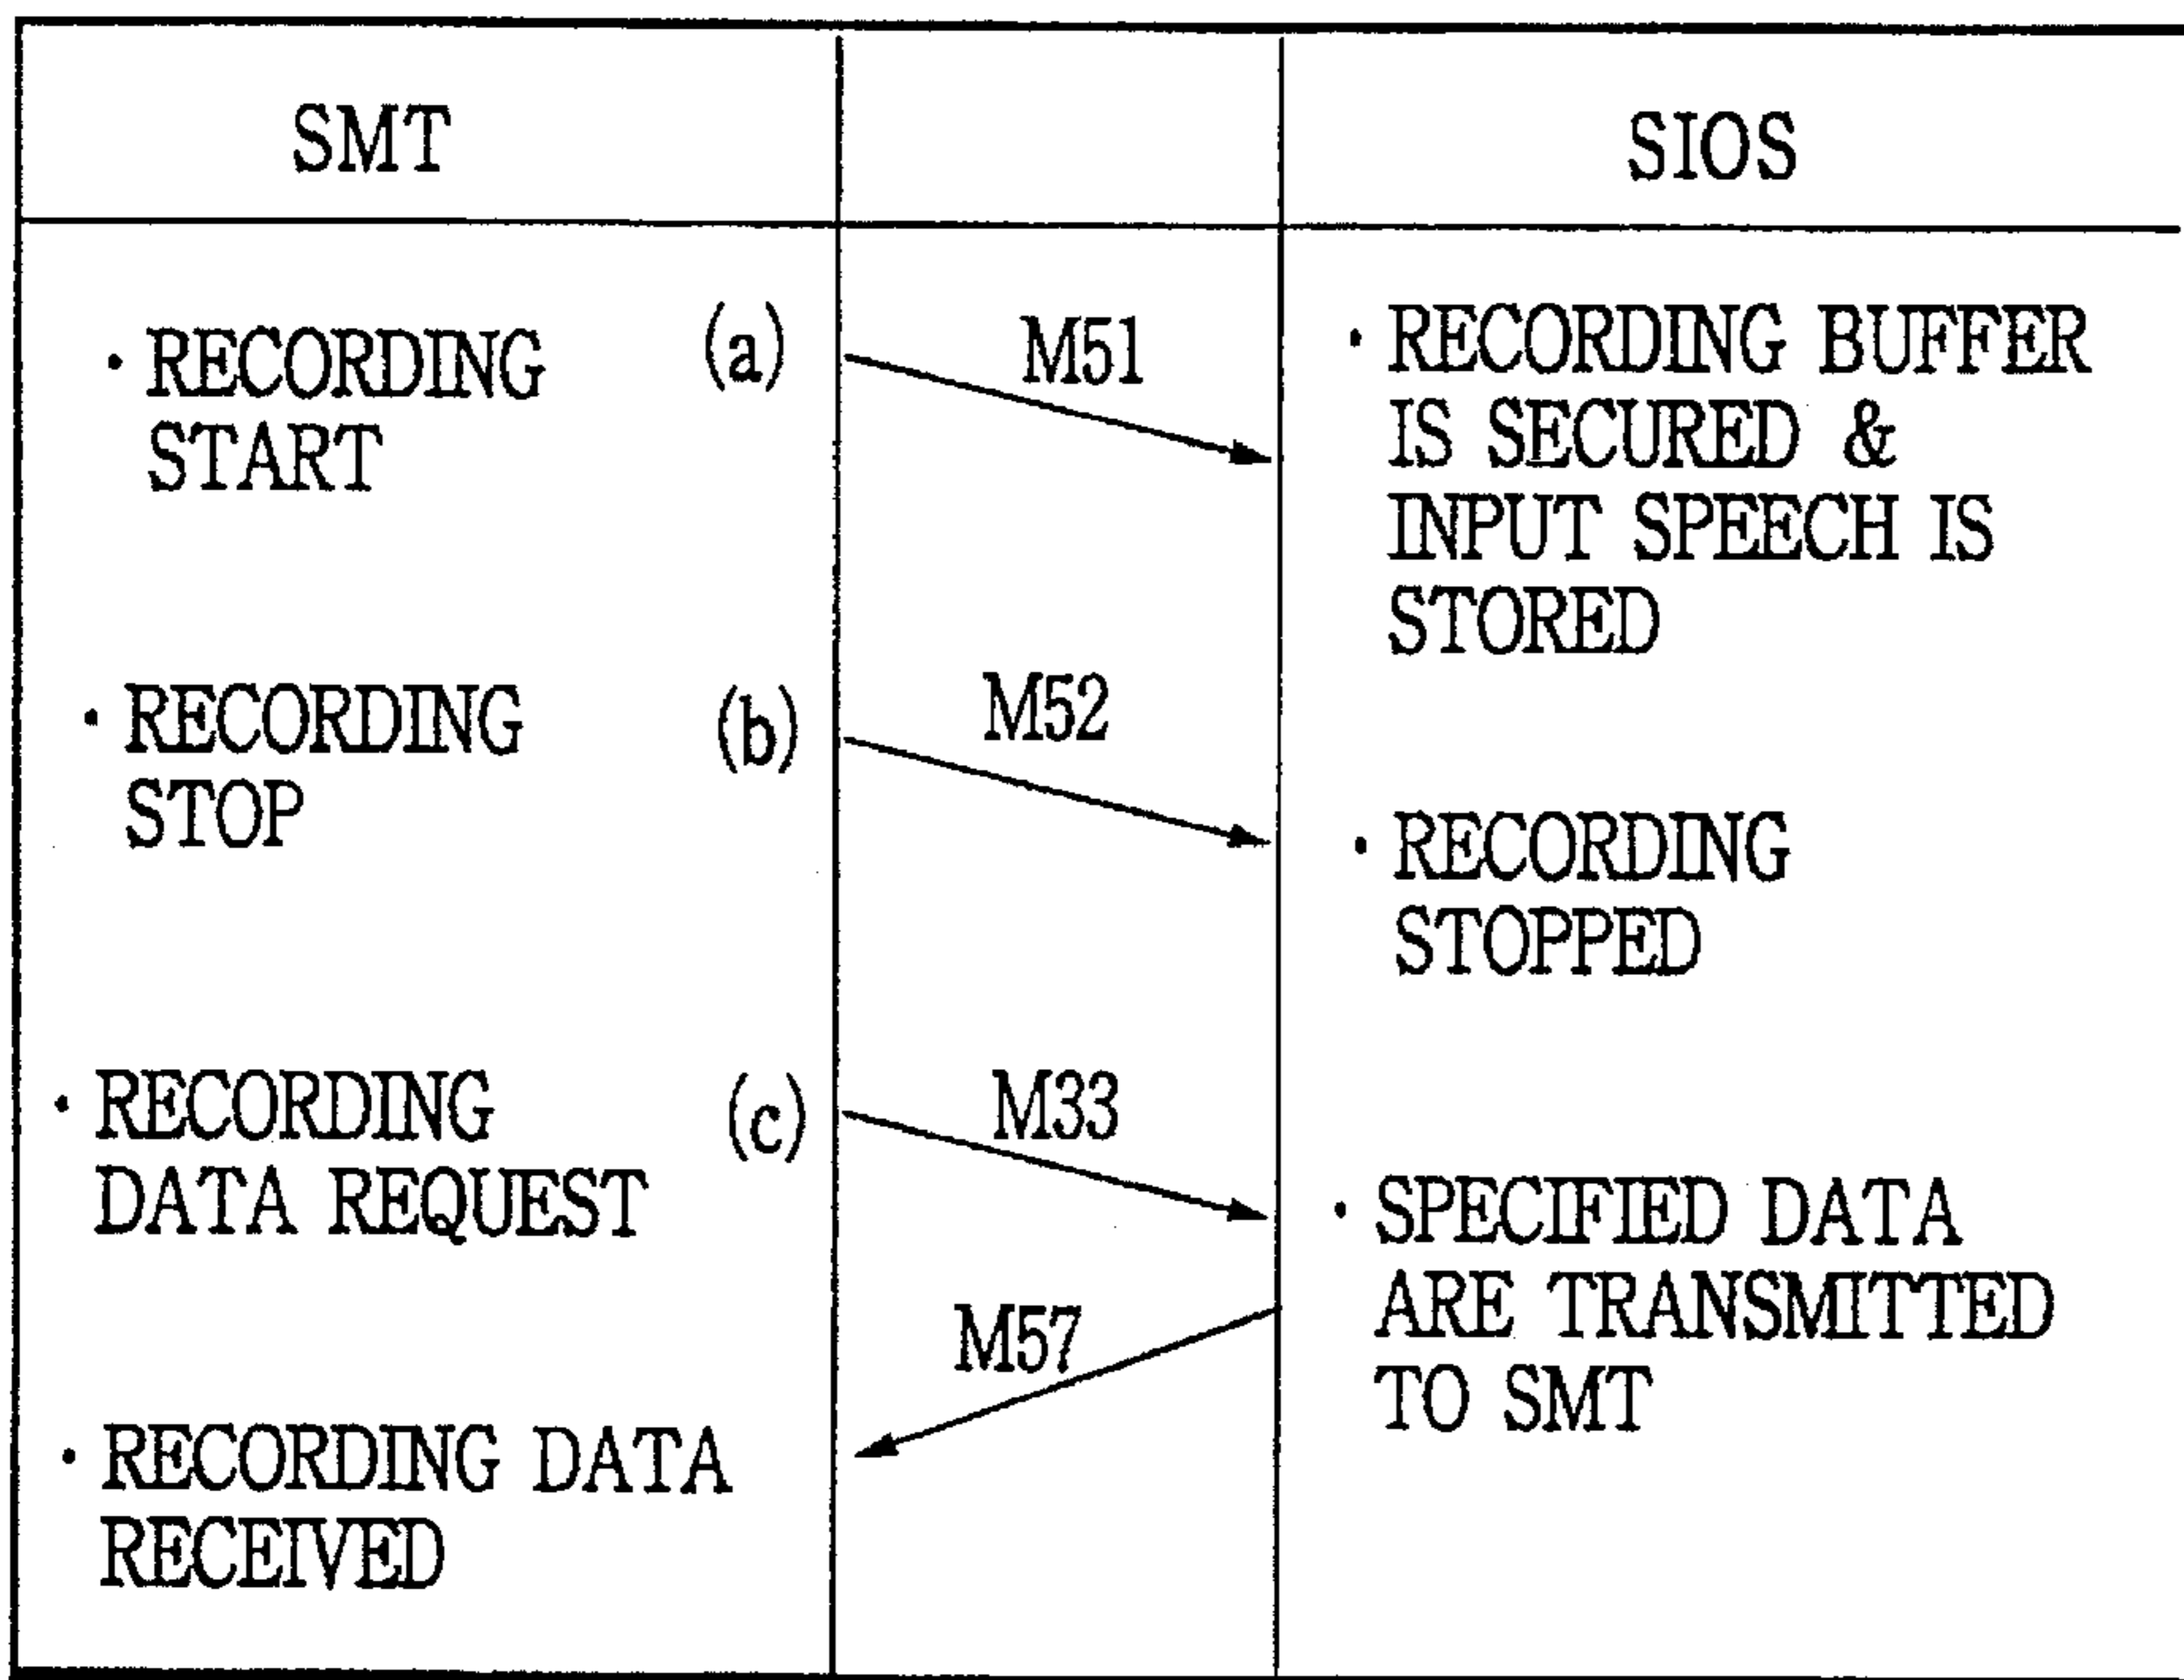 SMT
SIOS
· RECORDING
START
(a)
M51
· RECORDING BUFFER
IS SECURED &
INPUT SPEECH IS
STORED
· RECORDING
STOP
(b)
M52
· RECORDING
STOPPED
· RECORDING
DATA REQUEST
(c)
M33
· SPECIFIED DATA
ARE TRANSMITTED
TO SMT
M57
· RECORDING DATA
RECEIVED